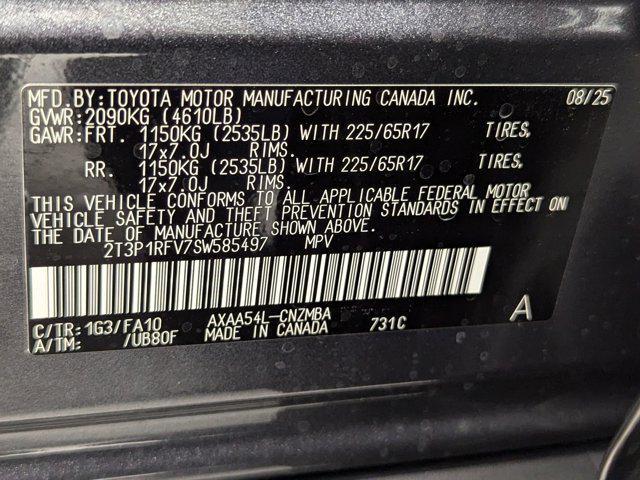 MFD.BY:TOYOTA MOTOR MANUFACTURING CANADA INC. 08/25
GVWR:2090KG (4610LB)
GAWR:FRT. 1150KG (2535LB) WITH 225/65R17 TIRES,
17x7.0J RIMS.
RR. 1150KG (2535LB) WITH 225/65R17 TIRES,
17x7.0J RIMS.
THIS VEHICLE CONFORMS TO ALL APPLICABLE FEDERAL MOTOR
VEHICLE SAFETY AND THEFT PREVENTION STANDARDS IN EFFECT ON
THE DATE OF MANUFACTURE SHOWN ABOVE.
2T3P1RFV7SW585497 MPV
C/TR: 1G3/FA10 AXAA54L-CNZMBA 731C A
A/TM: /UB80F MADE IN CANADA